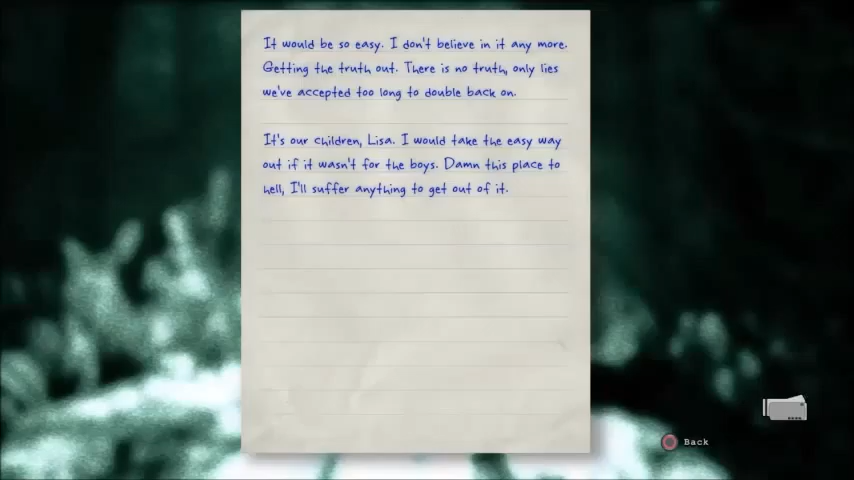 It would be so easy. I don't believe in it any more.
Getting the truth out. There is no truth, only lies
we've accepted too long to double back on.
It's our children, Lisa. I would take the easy way
out if it wasn't for the boys. Damn this place to
hell, I'll suffer anything to get out of it.
Back